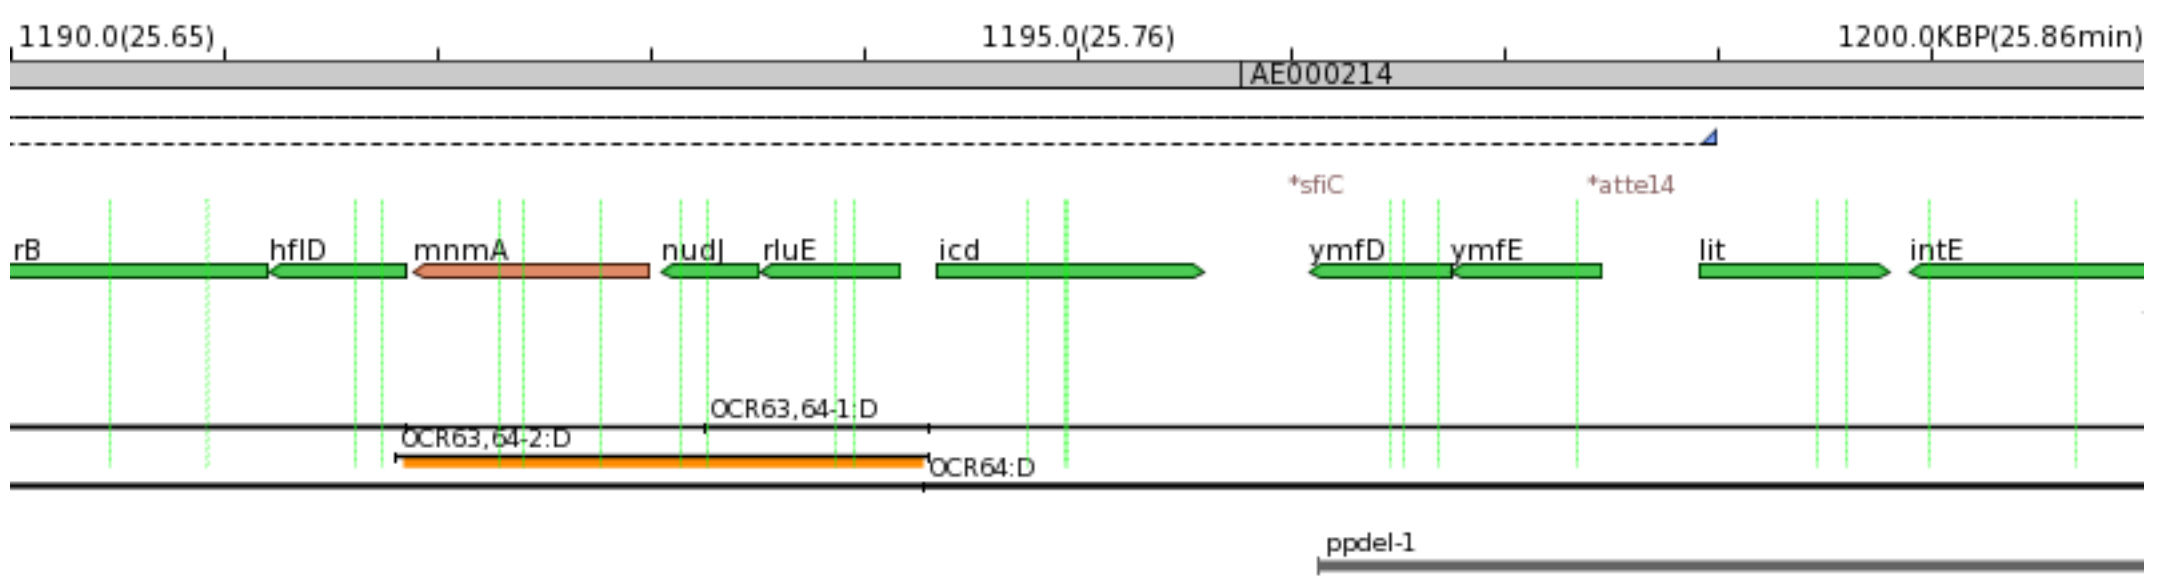 1190.0(25.65) 1195.0(25.76) 1200.0KBP(25.86min)
AE000214
*sfiC *atte14
rB hflD mnmA nudJ rluE icd ymfD ymfE lit intE
OCR63,64-1:D
OCR63,64-2:D
OCR64:D
ppdel-1